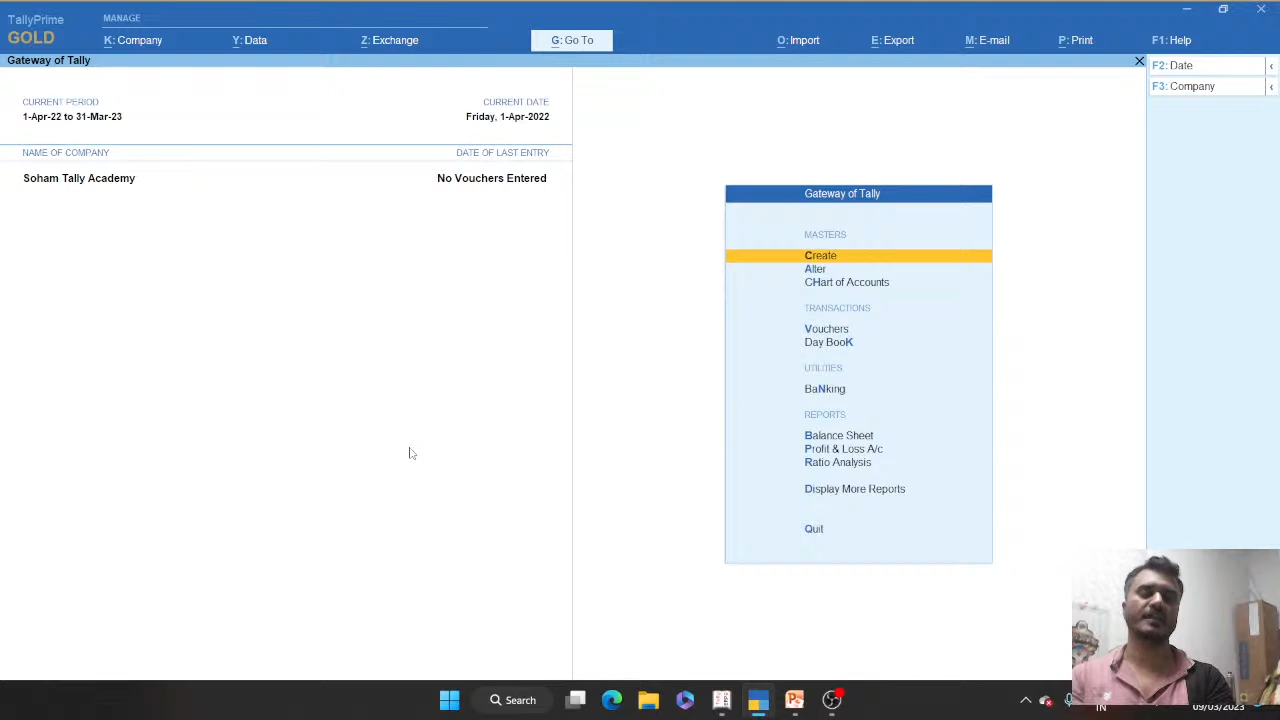 TallyPrime
GOLD
MANAGE
K: Company
Y: Data
Z: Exchange
G: Go To
O: Import
E: Export
M: E-mail
P: Print
F1: Help
Gateway of Tally
F2: Date
F3: Company
CURRENT PERIOD
CURRENT DATE
1-Apr-22 to 31-Mar-23
Friday, 1-Apr-2022
NAME OF COMPANY
DATE OF LAST ENTRY
Soham Tally Academy
No Vouchers Entered
Gateway of Tally
MASTERS
Create
Alter
CHart of Accounts
TRANSACTIONS
Vouchers
Day BooK
UTILITIES
BaNking
REPORTS
Balance Sheet
Profit & Loss A/c
Ratio Analysis
Display More Reports
Quit
Search
IN
09/03/2023